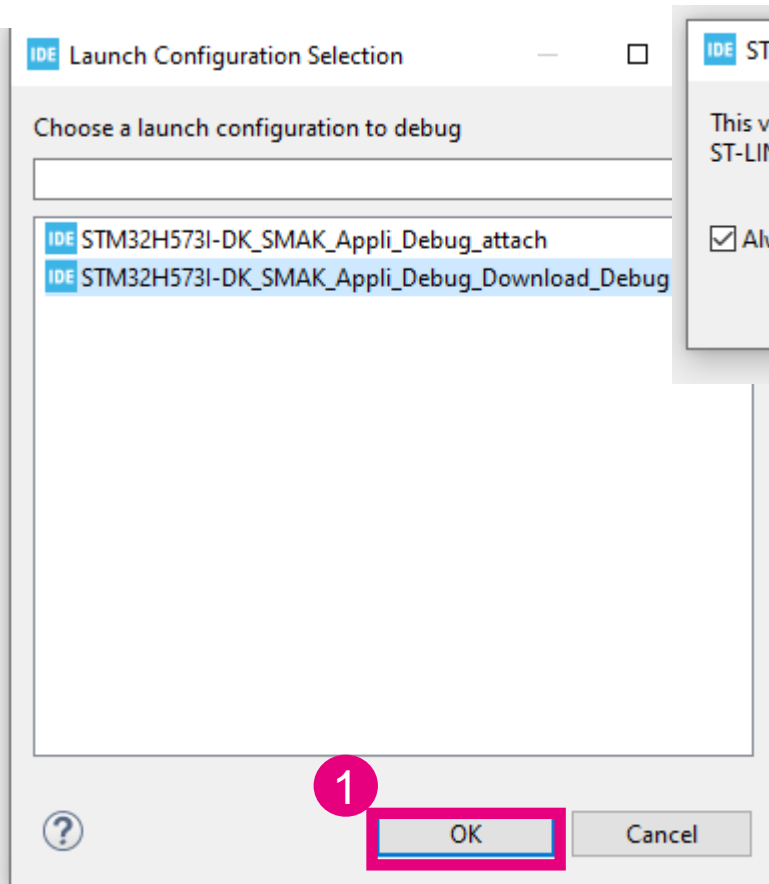 IDE Launch Configuration Selection
Choose a launch configuration to debug
IDE STM32H573I-DK_SMAK_Appli_Debug_attach
IDE STM32H573I-DK_SMAK_Appli_Debug_Download_Debug
1
? OK Cancel
IDE ST
This v
ST-LI
Alw